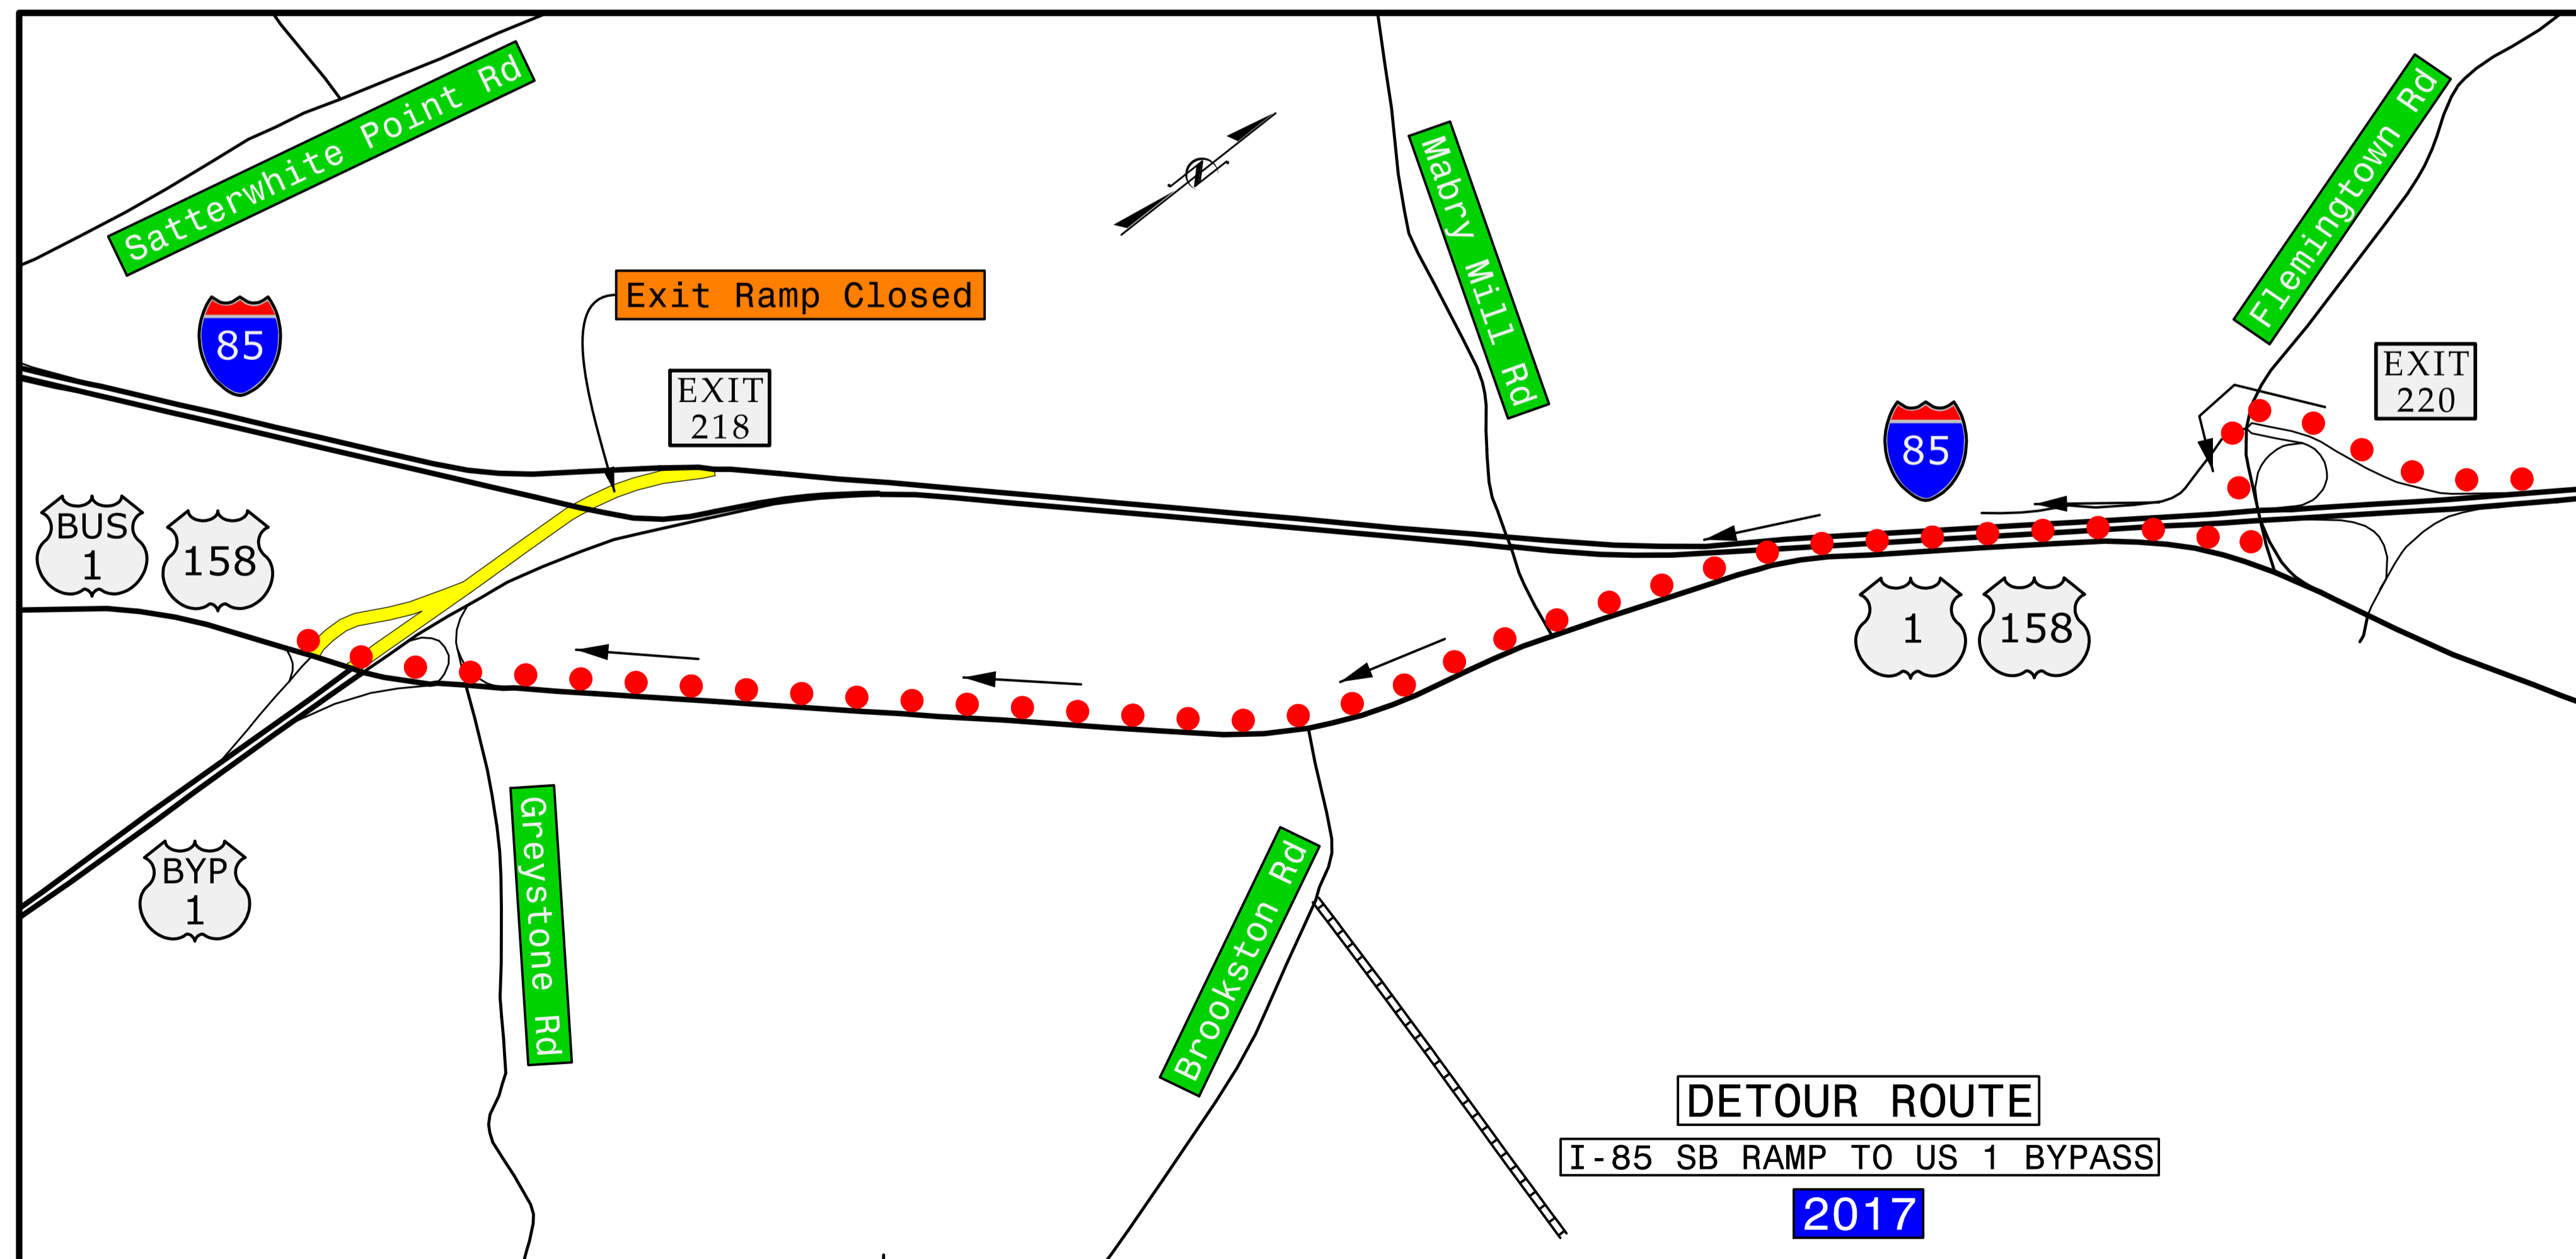 Satterwhite Point Rd
Mabry Mill Rd
Flemingtown Rd
85
Exit Ramp Closed
EXIT
218
EXIT
220
85
BUS
1
158
1
158
BYP
1
Greystone Rd
Brookston Rd
N
DETOUR ROUTE
I-85 SB RAMP TO US 1 BYPASS
2017